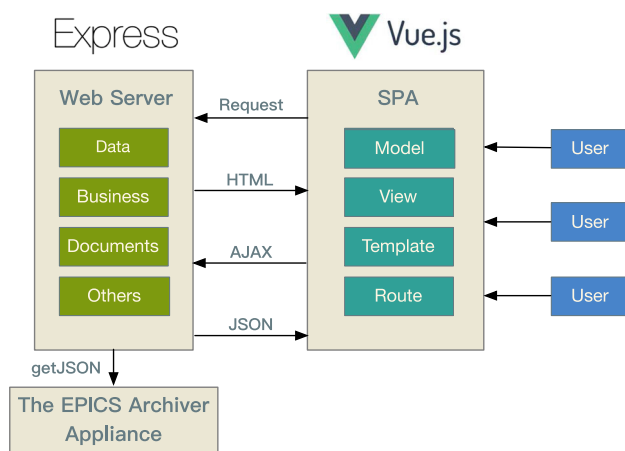 Express
Vue.js
Web Server
SPA
Request
Data
Model
User
HTML
Business
View
User
AJAX
Documents
Template
Others
Route
User
JSON
getJSON
The EPICS Archiver
Appliance